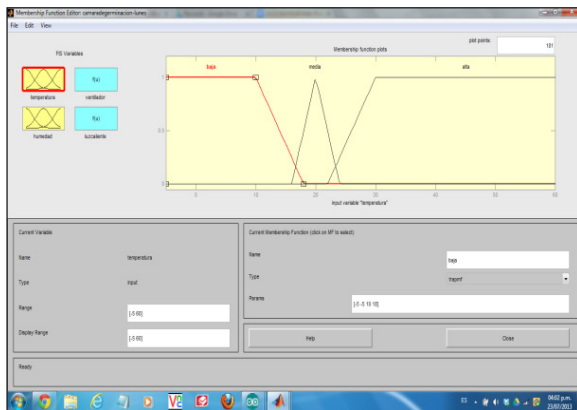 Membership Function Editor: camaradegerminacion-lunes
File Edit View
FIS Variables
Membership function plots
plot points:
181
f(u)
temperatura
ventilador
f(u)
humedad
luzcaliente
baja
media
alta
1
0.5
0
0
10
20
30
40
50
60
input variable "temperatura"
Current Variable
Name
temperatura
Type
input
Range
[-5 60]
Display Range
[-5 60]
Current Membership Function (click on MF to select)
Name
baja
Type
trapmf
Params
[-5 -5 10 18]
Help
Close
Ready
ES
04:02 p.m.
23/07/2013